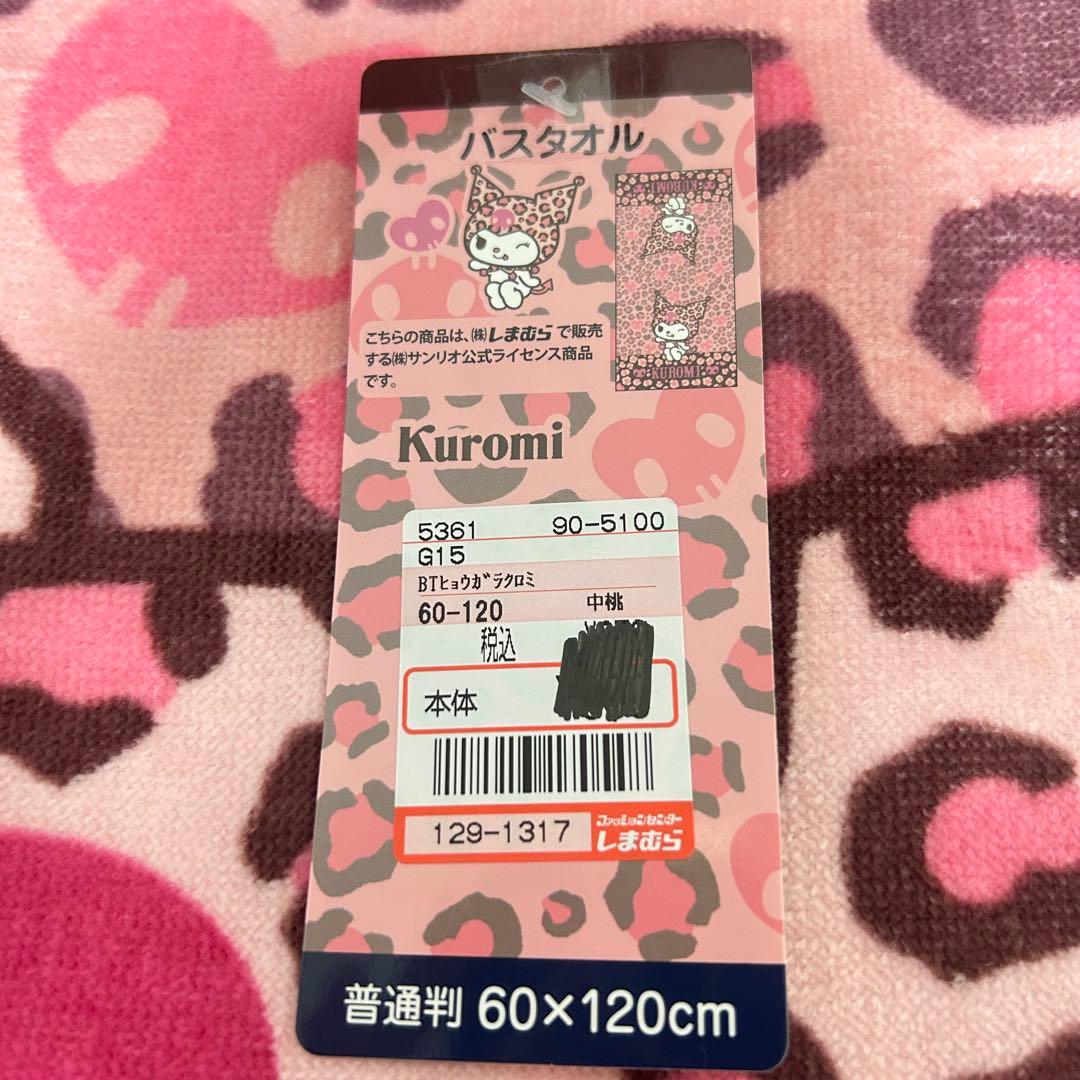 バスタオル
KUROMI
KUROMI
こちらの商品は、㈱しまむらで販売
する㈱サンリオ公式ライセンス商品
です。
Kuromi
5361 90-5100
G15
BTﾋｮｳｶﾞﾗｸﾛﾐ
60-120 中桃
税込
本体
129-1317 ファッションセンター
しまむら
普通判 60×120cm